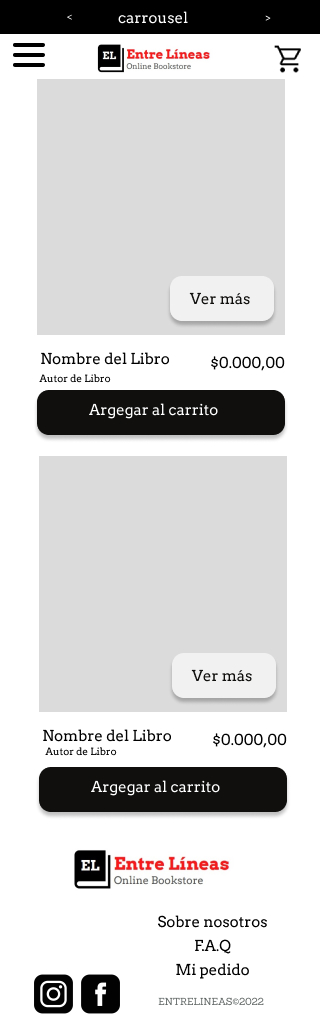 < carrousel >
EL Entre Líneas
Online Bookstore
Ver más
Nombre del Libro $0.000,00
Autor de Libro
Argegar al carrito
Ver más
Nombre del Libro $0.000,00
Autor de Libro
Argegar al carrito
EL Entre Líneas
Online Bookstore
Sobre nosotros
F.A.Q
Mi pedido
ENTRELINEAS©2022